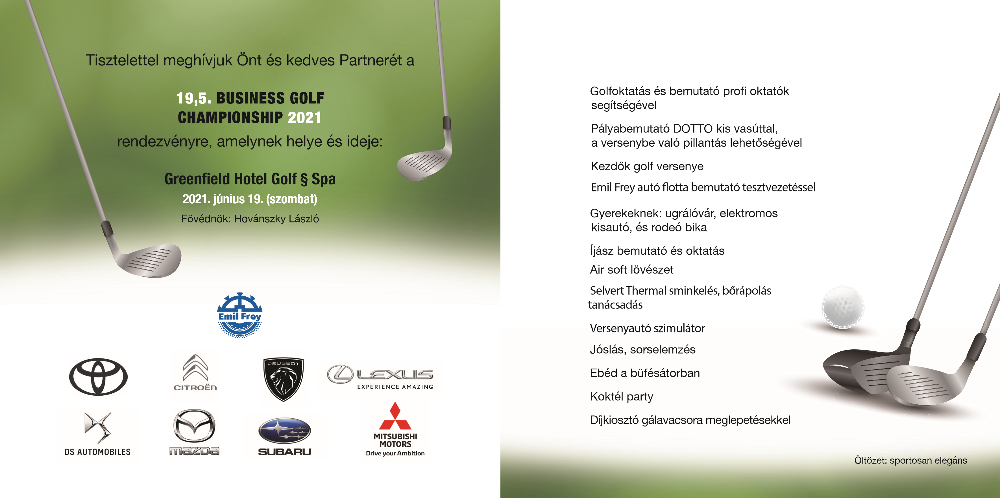 Tisztelettel meghívjuk Önt és kedves Partnerét a
19,5. BUSINESS GOLF
CHAMPIONSHIP 2021
rendezvényre, amelynek helye és ideje:
Greenfield Hotel Golf § Spa
2021. június 19. (szombat)
Fővédnök: Hovánszky László
Emil Frey
CITROËN
PEUGEOT
LEXUS
EXPERIENCE AMAZING
DS AUTOMOBILES
mazda
SUBARU
MITSUBISHI
MOTORS
Drive your Ambition
Golfoktatás és bemutató profi oktatók
segítségével
Pályabemutató DOTTO kis vasúttal,
a versenybe való pillantás lehetőségével
Kezdők golf versenye
Emil Frey autó flotta bemutató tesztvezetéssel
Gyerekeknek: ugrálóvár, elektromos
kisautó, és rodeó bika
Íjász bemutató és oktatás
Air soft lövészet
Selvert Thermal sminkelés, bőrápolás
tanácsadás
Versenyautó szimulátor
Jóslás, sorselemzés
Ebéd a büfésátorban
Koktél party
Díjkiosztó gálavacsora meglepetésekkel
Öltözet: sportosan elegáns